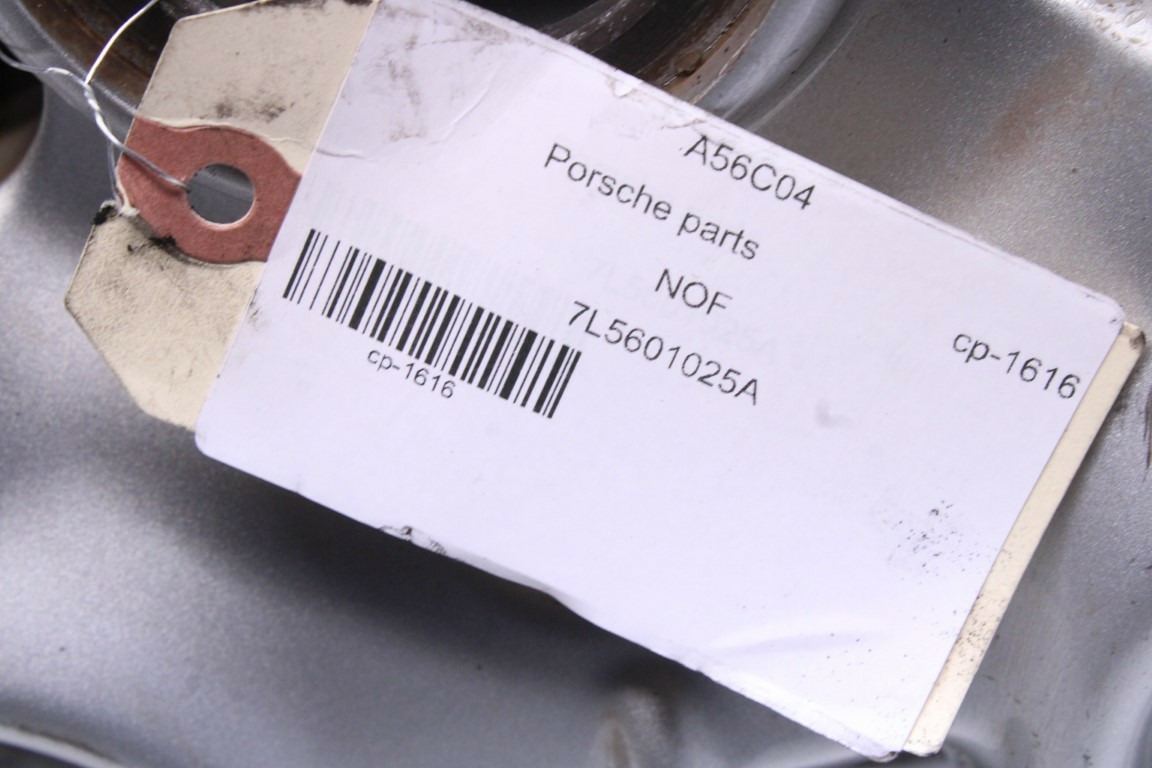 A56C04
Porsche parts
NOF
7L5601025A
cp-1616
cp-1616